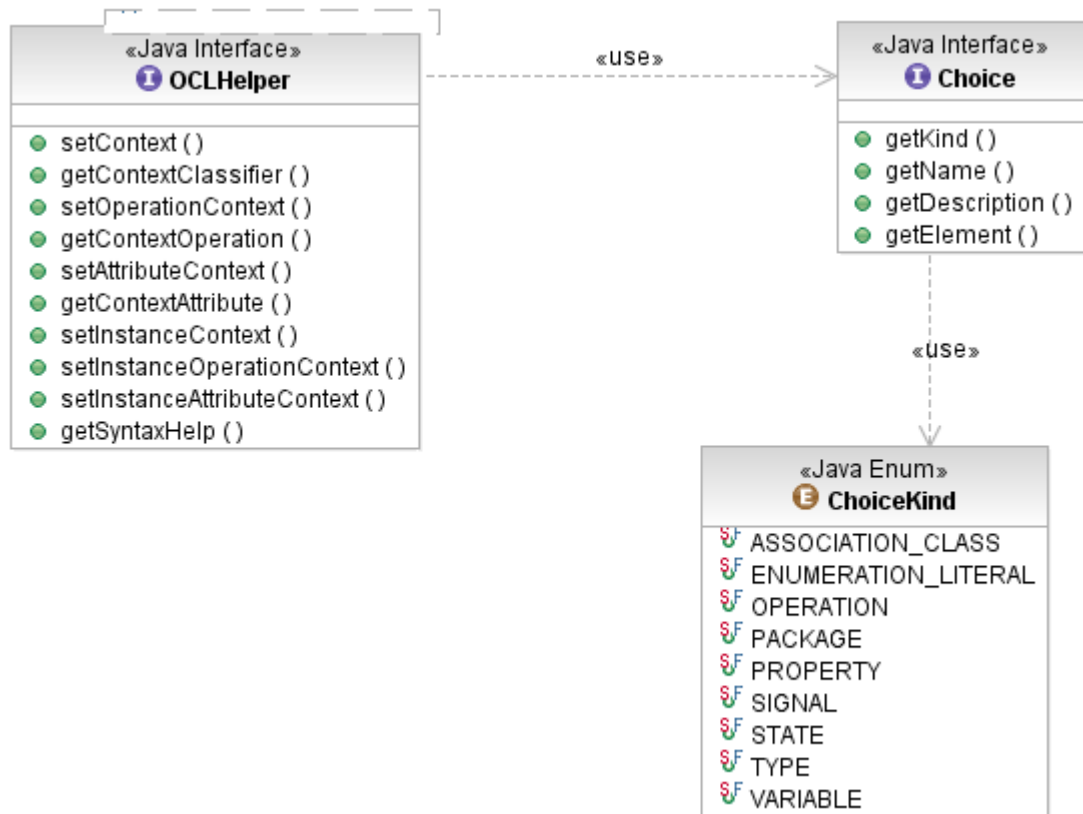 «Java Interface»
I OCLHelper
setContext ( )
getContextClassifier ( )
setOperationContext ( )
getContextOperation ( )
setAttributeContext ( )
getContextAttribute ( )
setInstanceContext ( )
setInstanceOperationContext ( )
setInstanceAttributeContext ( )
getSyntaxHelp ( )
«use»
«Java Interface»
I Choice
getKind ( )
getName ( )
getDescription ( )
getElement ( )
«use»
«Java Enum»
E ChoiceKind
S F ASSOCIATION_CLASS
S F ENUMERATION_LITERAL
S F OPERATION
S F PACKAGE
S F PROPERTY
S F SIGNAL
S F STATE
S F TYPE
S F VARIABLE